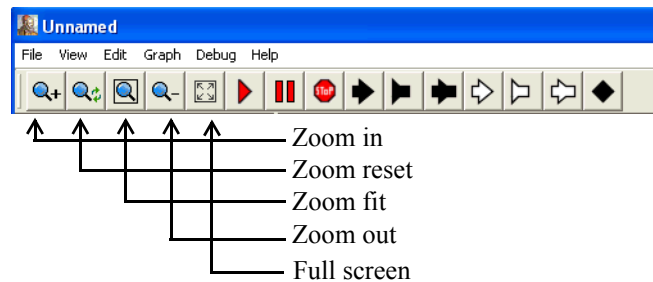 Unnamed
File View Edit Graph Debug Help
STOP
Zoom in
Zoom reset
Zoom fit
Zoom out
Full screen